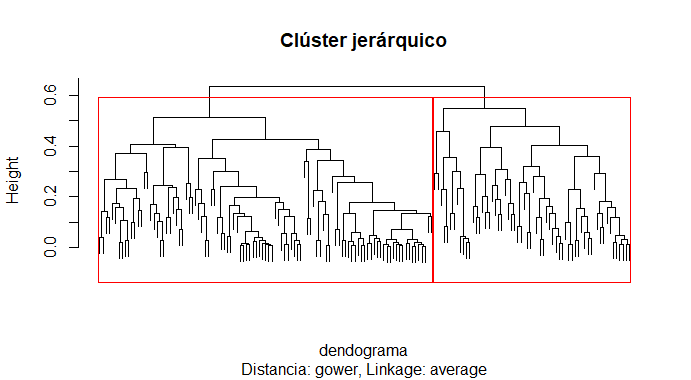 Clúster jerárquico
Height
0.6
0.4
0.2
0.0
dendograma
Distancia: gower, Linkage: average